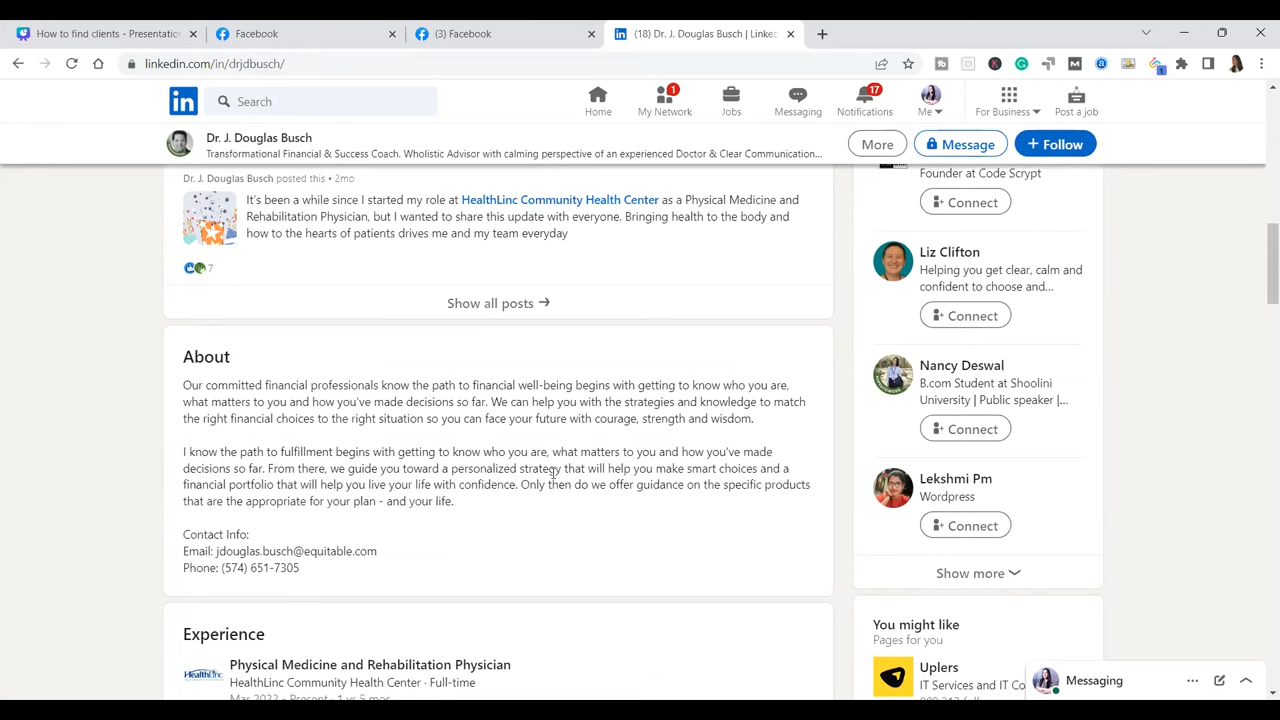 How to find clients - Presentatio
Facebook
(3) Facebook
(18) Dr. J. Douglas Busch | Linke
linkedin.com/in/drjdbusch/
Search
Home
1
My Network
Jobs
Messaging
17
Notifications
Me
For Business
Post a job
Dr. J. Douglas Busch
Transformational Financial & Success Coach. Wholistic Advisor with calming perspective of an experienced Doctor & Clear Communication...
More
Message
+ Follow
Dr. J. Douglas Busch posted this • 2mo
It's been a while since I started my role at HealthLinc Community Health Center as a Physical Medicine and
Rehabilitation Physician, but I wanted to share this update with everyone. Bringing health to the body and
how to the hearts of patients drives me and my team everyday
7
Show all posts →
About
Our committed financial professionals know the path to financial well-being begins with getting to know who you are,
what matters to you and how you've made decisions so far. We can help you with the strategies and knowledge to match
the right financial choices to the right situation so you can face your future with courage, strength and wisdom.
I know the path to fulfillment begins with getting to know who you are, what matters to you and how you've made
decisions so far. From there, we guide you toward a personalized strategy that will help you make smart choices and a
financial portfolio that will help you live your life with confidence. Only then do we offer guidance on the specific products
that are the appropriate for your plan - and your life.
Contact Info:
Email: jdouglas.busch@equitable.com
Phone: (574) 651-7305
Experience
HealthLinc
Physical Medicine and Rehabilitation Physician
HealthLinc Community Health Center · Full-time
Mar 2022 - Present · 1 yr 5 mos
Founder at Code Scrypt
Connect
Liz Clifton
Helping you get clear, calm and
confident to choose and...
Connect
Nancy Deswal
B.com Student at Shoolini
University | Public speaker |...
Connect
Lekshmi Pm
Wordpress
Connect
Show more
You might like
Pages for you
Uplers
IT Services and IT Co
Messaging